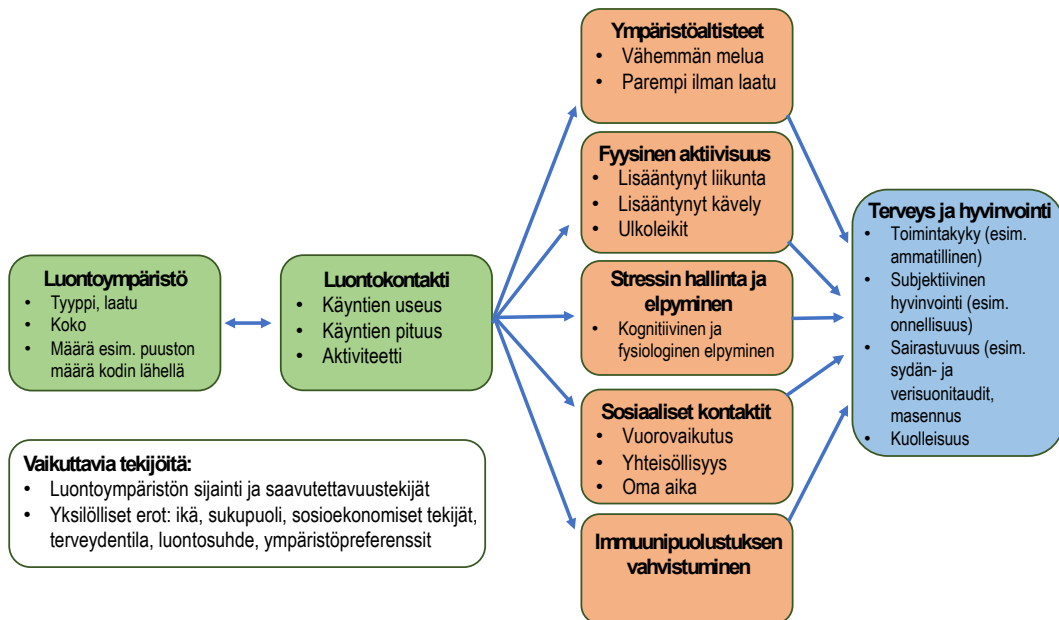 Luontoympäristö
• Tyyppi, laatu
• Koko
• Määrä esim. puuston
määrä kodin lähellä
Luontokontakti
• Käyntien useus
• Käyntien pituus
• Aktiviteetti
Ympäristöaltisteet
• Vähemmän melua
• Parempi ilman laatu
Fyysinen aktiivisuus
• Lisääntynyt liikunta
• Lisääntynyt kävely
• Ulkoleikit
Stressin hallinta ja
elpyminen
• Kognitiivinen ja
fysiologinen elpyminen
Sosiaaliset kontaktit
• Vuorovaikutus
• Yhteisöllisyys
• Oma aika
Immuunipuolustuksen
vahvistuminen
Terveys ja hyvinvointi
• Toimintakyky (esim.
ammatillinen)
• Subjektiivinen
hyvinvointi (esim.
onnellisuus)
• Sairastuvuus (esim.
sydän- ja
verisuonitaudit,
masennus
• Kuolleisuus
Vaikuttavia tekijöitä:
• Luontoympäristön sijainti ja saavutettavuustekijät
• Yksilölliset erot: ikä, sukupuoli, sosioekonomiset tekijät,
terveydentila, luontosuhde, ympäristöpreferenssit